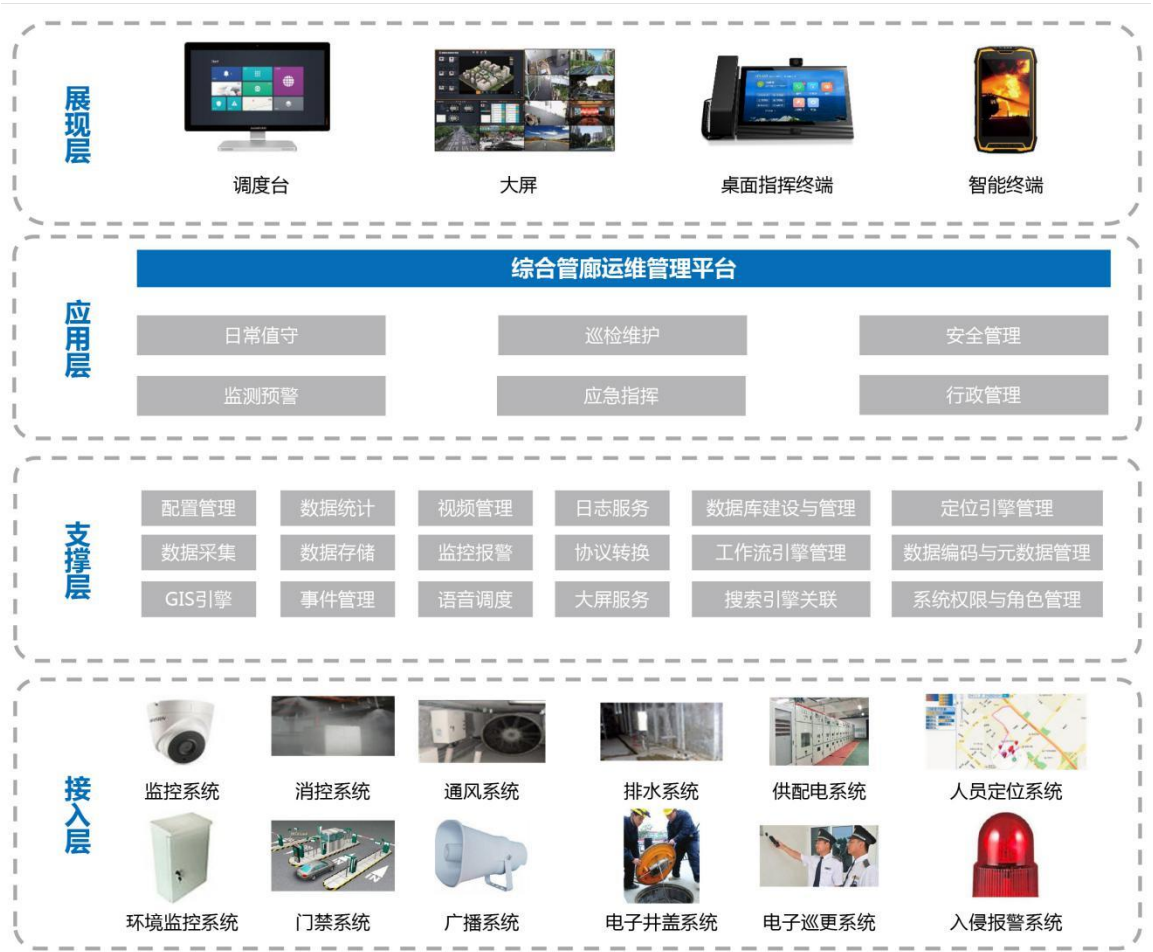 展现层
调度台
大屏
桌面指挥终端
智能终端
应用层
综合管廊运维管理平台
日常值守
巡检维护
安全管理
监测预警
应急指挥
行政管理
支撑层
配置管理
数据统计
视频管理
日志服务
数据库建设与管理
定位引擎管理
数据采集
数据存储
监控报警
协议转换
工作流引擎管理
数据编码与元数据管理
GIS引擎
事件管理
语音调度
大屏服务
搜索引擎关联
系统权限与角色管理
接入层
监控系统
消控系统
通风系统
排水系统
供配电系统
人员定位系统
环境监控系统
门禁系统
广播系统
电子井盖系统
电子巡更系统
入侵报警系统